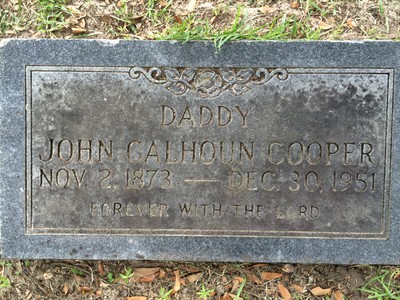 DADDY
JOHN CALHOUN COOPER
NOV. 2, 1873 — DEC. 30, 1951
FOREVER WITH THE LORD